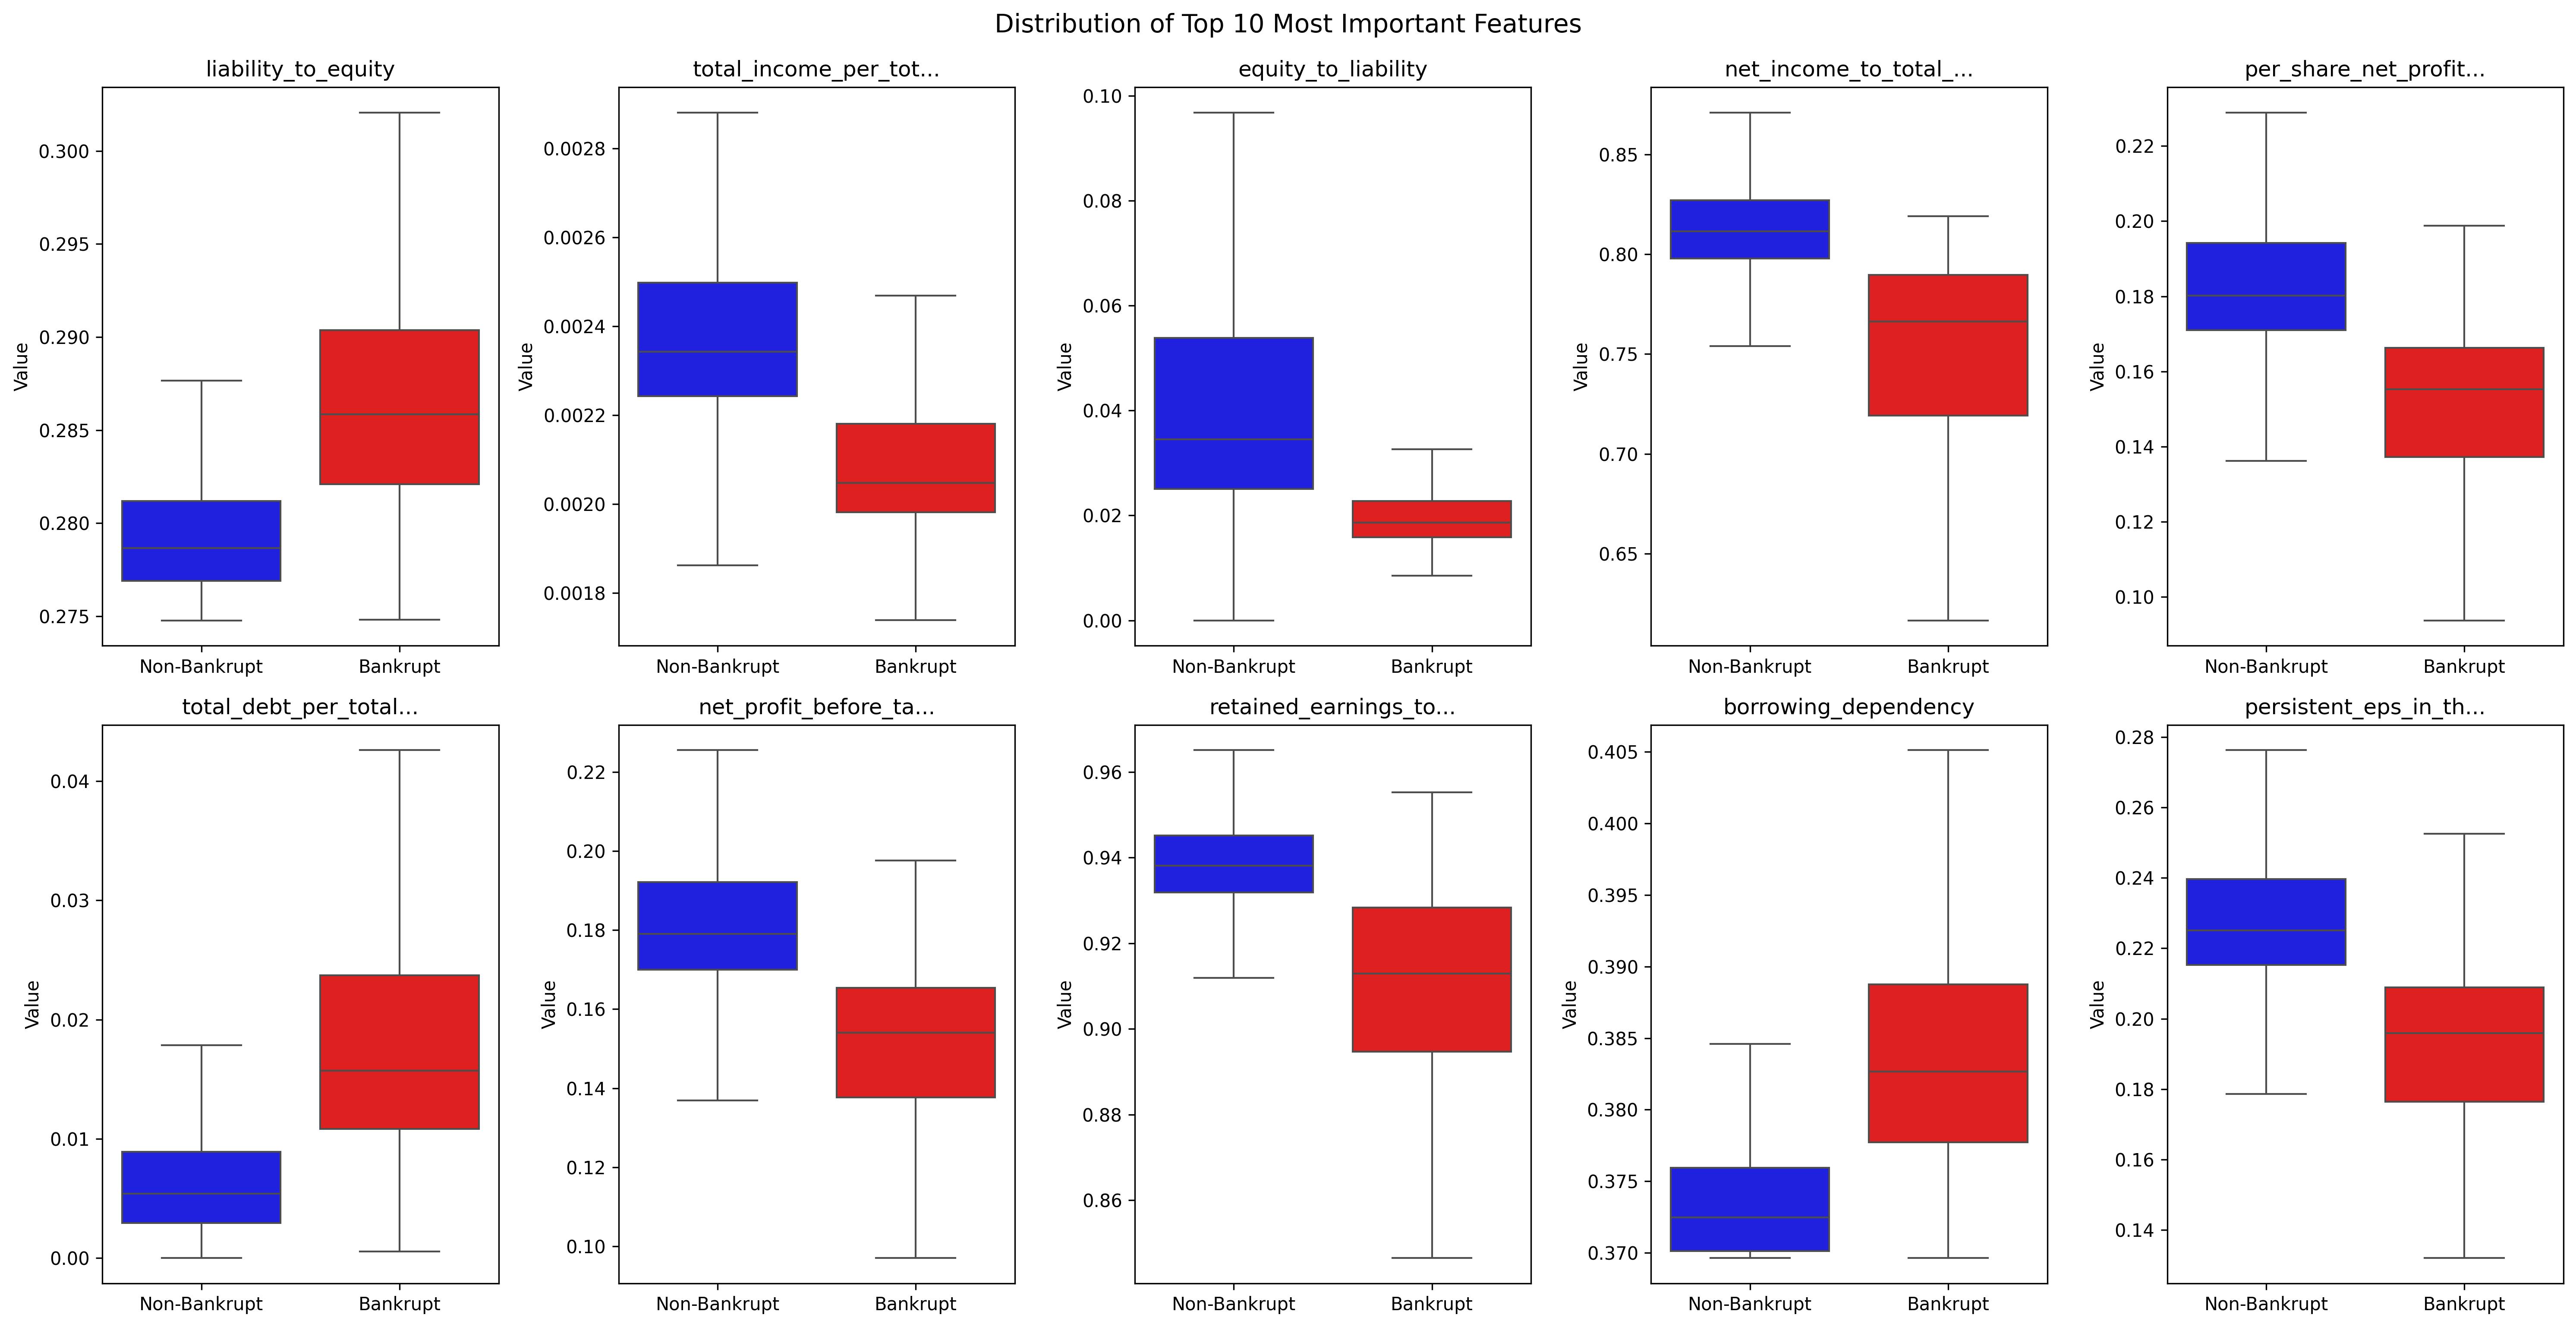 Distribution of Top 10 Most Important Features
liability_to_equity
Value
0.300
0.295
0.290
0.285
0.280
0.275
Non-Bankrupt
Bankrupt
total_income_per_tot...
Value
0.0028
0.0026
0.0024
0.0022
0.0020
0.0018
Non-Bankrupt
Bankrupt
equity_to_liability
Value
0.10
0.08
0.06
0.04
0.02
0.00
Non-Bankrupt
Bankrupt
net_income_to_total_...
Value
0.85
0.80
0.75
0.70
0.65
Non-Bankrupt
Bankrupt
per_share_net_profit...
Value
0.22
0.20
0.18
0.16
0.14
0.12
0.10
Non-Bankrupt
Bankrupt
total_debt_per_total...
Value
0.04
0.03
0.02
0.01
0.00
Non-Bankrupt
Bankrupt
net_profit_before_ta...
Value
0.22
0.20
0.18
0.16
0.14
0.12
0.10
Non-Bankrupt
Bankrupt
retained_earnings_to...
Value
0.96
0.94
0.92
0.90
0.88
0.86
Non-Bankrupt
Bankrupt
borrowing_dependency
Value
0.405
0.400
0.395
0.390
0.385
0.380
0.375
0.370
Non-Bankrupt
Bankrupt
persistent_eps_in_th...
Value
0.28
0.26
0.24
0.22
0.20
0.18
0.16
0.14
Non-Bankrupt
Bankrupt